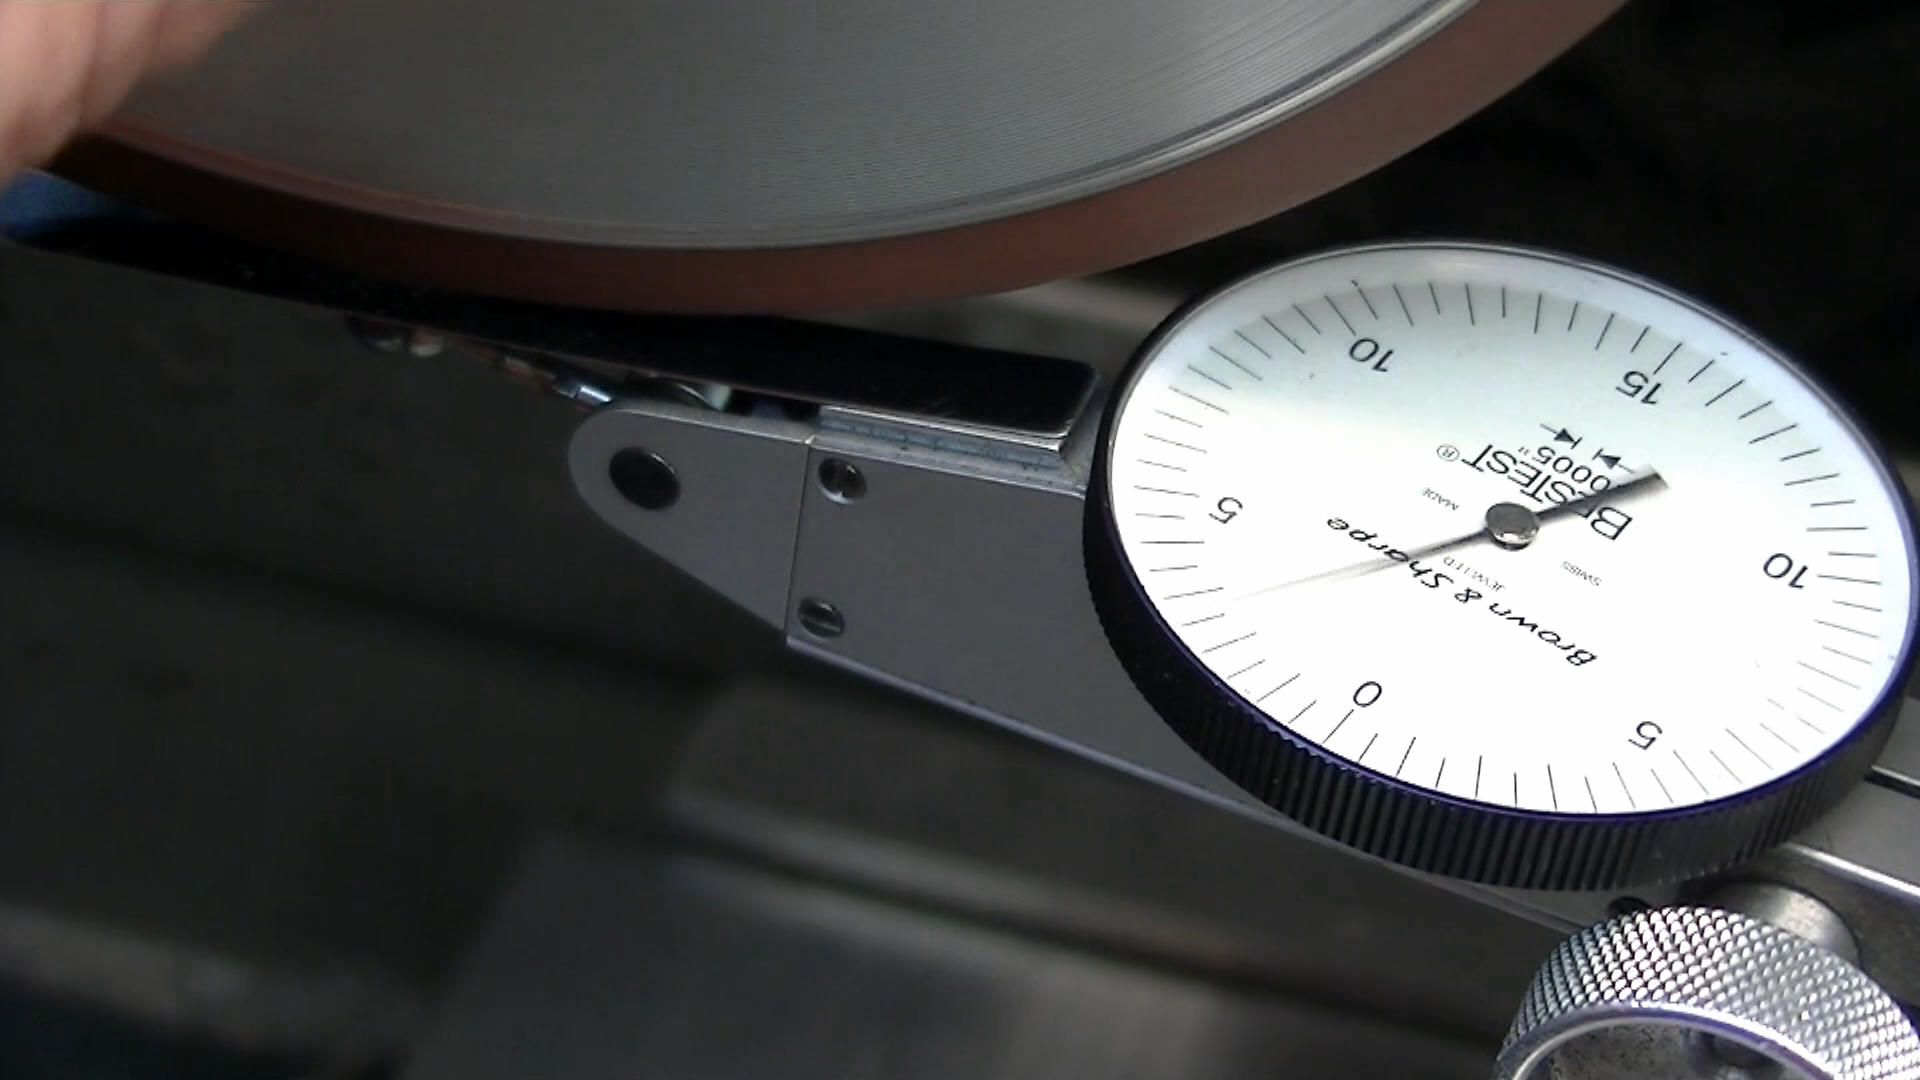 15
10
10
5
5
0
BESTEST®
.0005"
MADE
SWISS
JEWELED
Brown & Sharpe